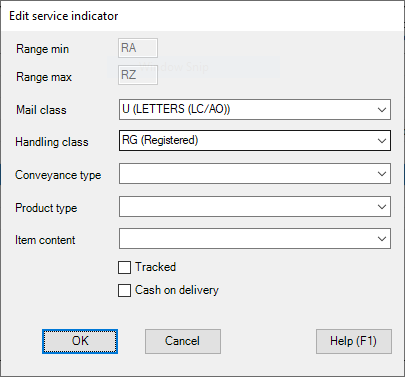 Edit service indicator
Range min RA
Range max RZ
Mail class U (LETTERS (LC/AO))
Handling class RG (Registered)
Conveyance type
Product type
Item content
Tracked
Cash on delivery
OK Cancel Help (F1)